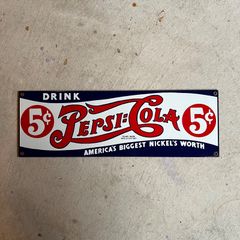 DRINK
5¢ PEPSI:COLA 5¢
AMERICA'S BIGGEST NICKEL'S WORTH